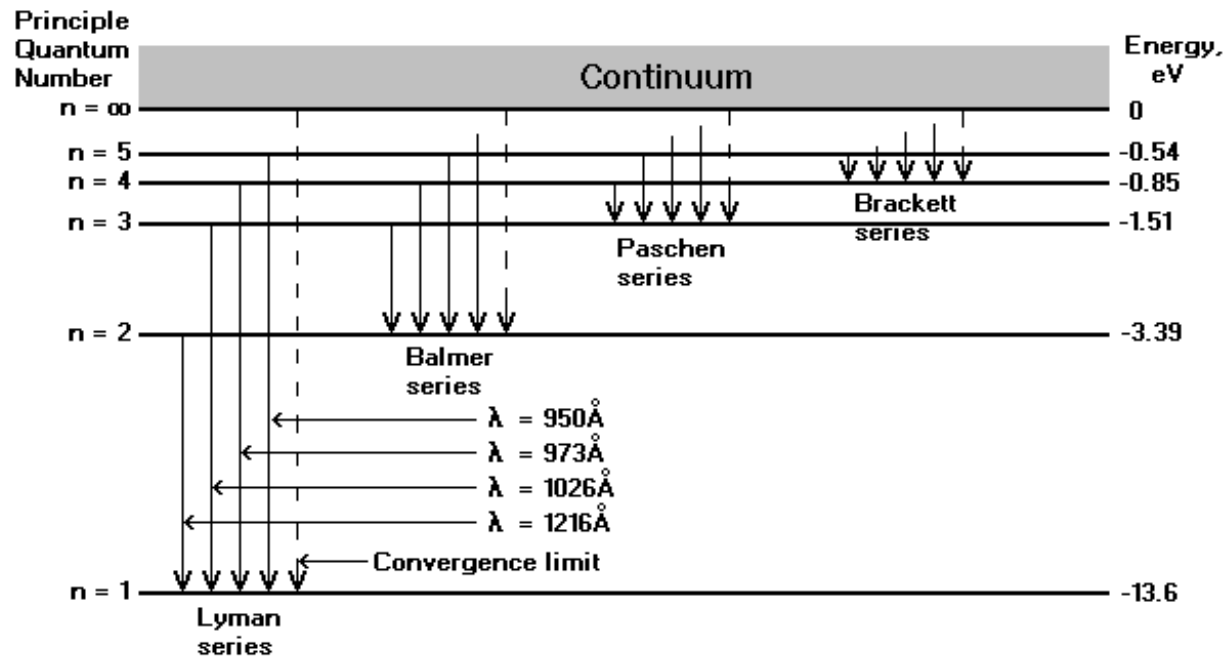 Principle
Quantum
Number
Energy,
eV
Continuum
n = ∞
0
n = 5
-0.54
n = 4
-0.85
n = 3
-1.51
Brackett
series
Paschen
series
n = 2
-3.39
Balmer
series
λ = 950Å
λ = 973Å
λ = 1026Å
λ = 1216Å
Convergence limit
n = 1
-13.6
Lyman
series